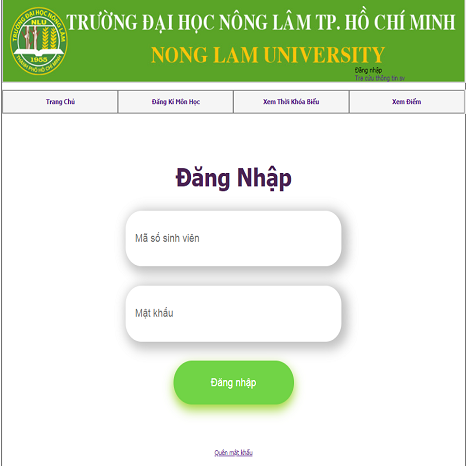 TRƯỜNG ĐẠI HỌC NÔNG LÂM TP. HỒ CHÍ MINH
NONG LAM UNIVERSITY
TRƯỜNG ĐẠI HỌC NÔNG LÂM
NLU
1955
THÀNH PHỐ HỒ CHÍ MINH
Đăng nhập
Tra cứu thông tin sv
Trang Chủ
Đăng Kí Môn Học
Xem Thời Khóa Biểu
Xem Điểm
Đăng Nhập
Mã số sinh viên
Mật khẩu
Đăng nhập
Quên mật khẩu